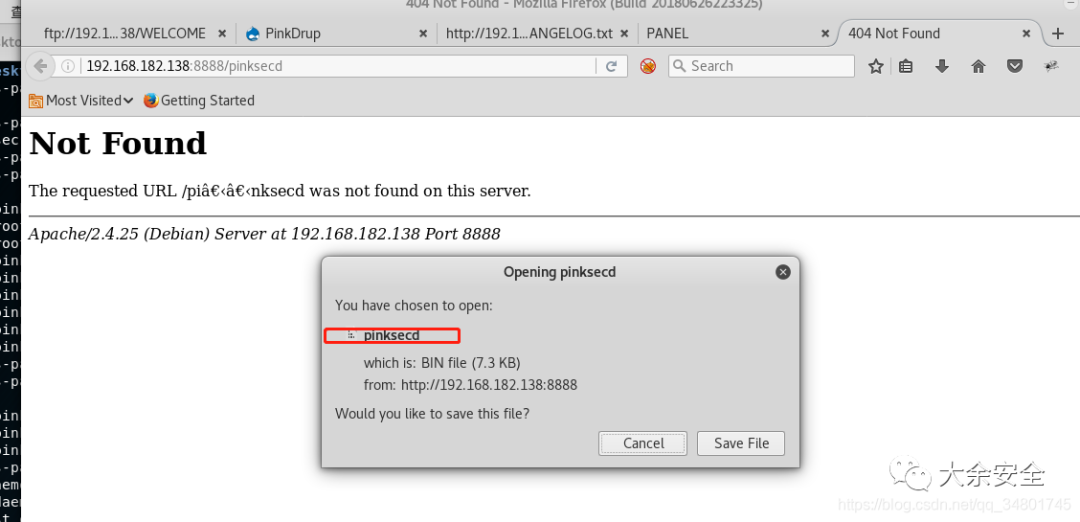 404 Not Found - Mozilla Firefox (Build 20180626223325)
ftp://192.1...38/WELCOME
PinkDrup
http://192.1...ANGELOG.txt
PANEL
404 Not Found
192.168.182.138:8888/pinksecd
Search
Most Visited
Getting Started
Not Found
The requested URL /piâ€‹â€‹nksecd was not found on this server.
Apache/2.4.25 (Debian) Server at 192.168.182.138 Port 8888
Opening pinksecd
You have chosen to open:
pinksecd
which is: BIN file (7.3 KB)
from: http://192.168.182.138:8888
Would you like to save this file?
Cancel
Save File
大余安全
https://blog.csdn.net/qq_34801745